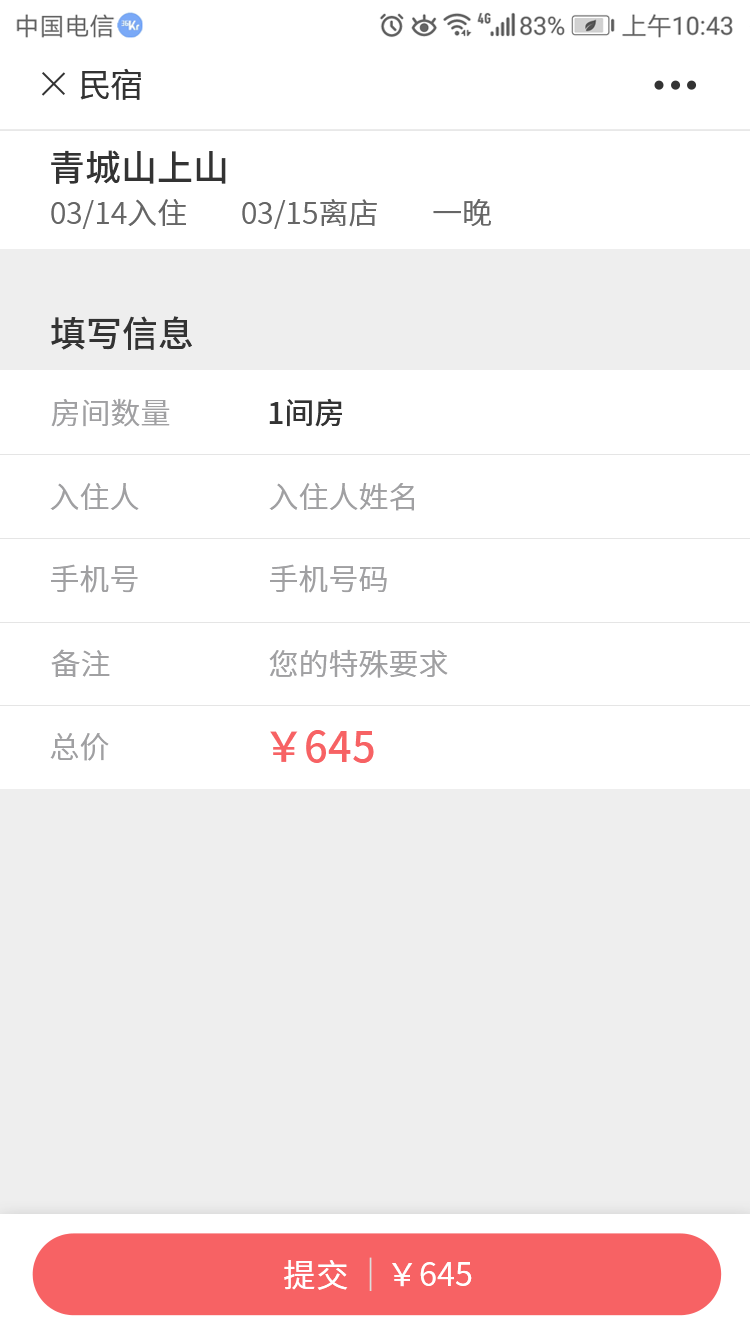 中国电信 36Kr 4G 83% 上午10:43
民宿
青城山上山
03/14入住 03/15离店 一晚
填写信息
房间数量 1间房
入住人 入住人姓名
手机号 手机号码
备注 您的特殊要求
总价 ￥645
提交 ￥645